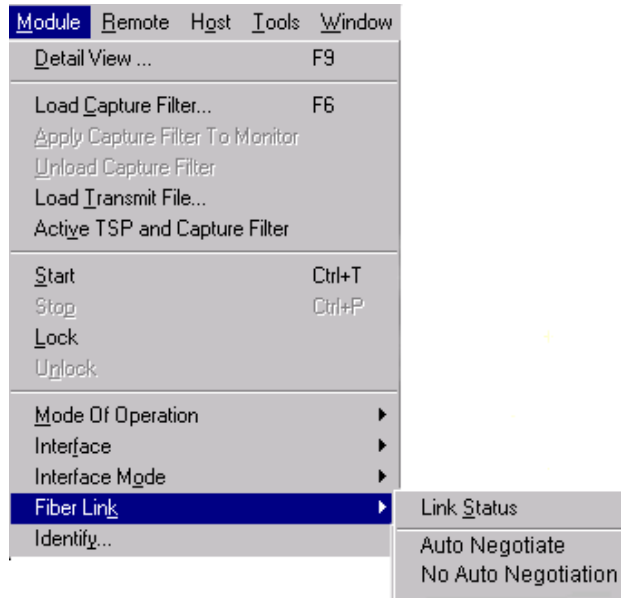 Module Remote Host Tools Window
Detail View ... F9
Load Capture Filter... F6
Apply Capture Filter To Monitor
Unload Capture Filter
Load Transmit File...
Active TSP and Capture Filter
Start Ctrl+T
Stop Ctrl+P
Lock
Unlock
Mode Of Operation
Interface
Interface Mode
Fiber Link
Identify...
Link Status
Auto Negotiate
No Auto Negotiation